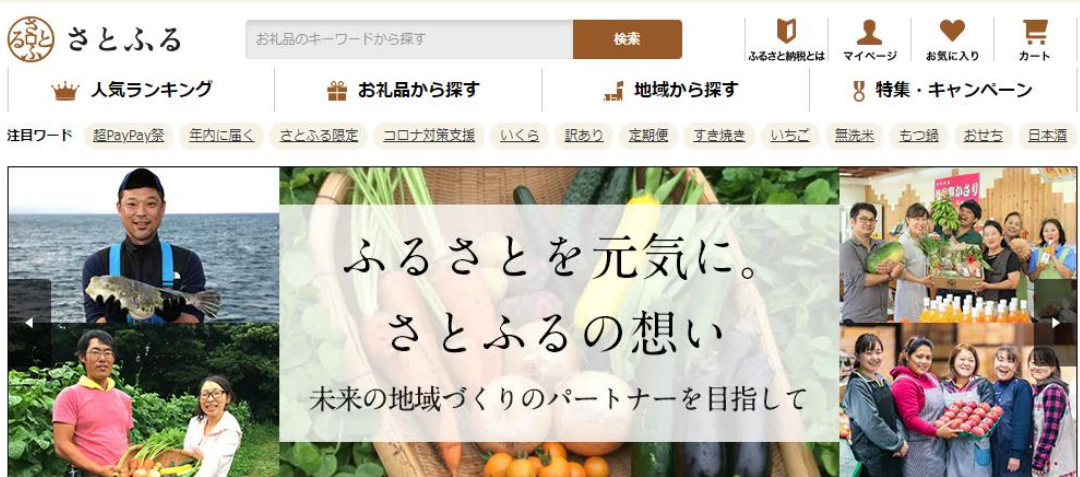 さとふる
さとふる
お礼品のキーワードから探す
検索
ふるさと納税とは
マイページ
お気に入り
カート
人気ランキング
お礼品から探す
地域から探す
特集・キャンペーン
注目ワード 超PayPay祭 年内に届く さとふる限定 コロナ対策支援 いくら 訳あり 定期便 すき焼き いちご 無洗米 もつ鍋 おせち 日本酒
ふるさとを元気に。
さとふるの想い
未来の地域づくりのパートナーを目指して